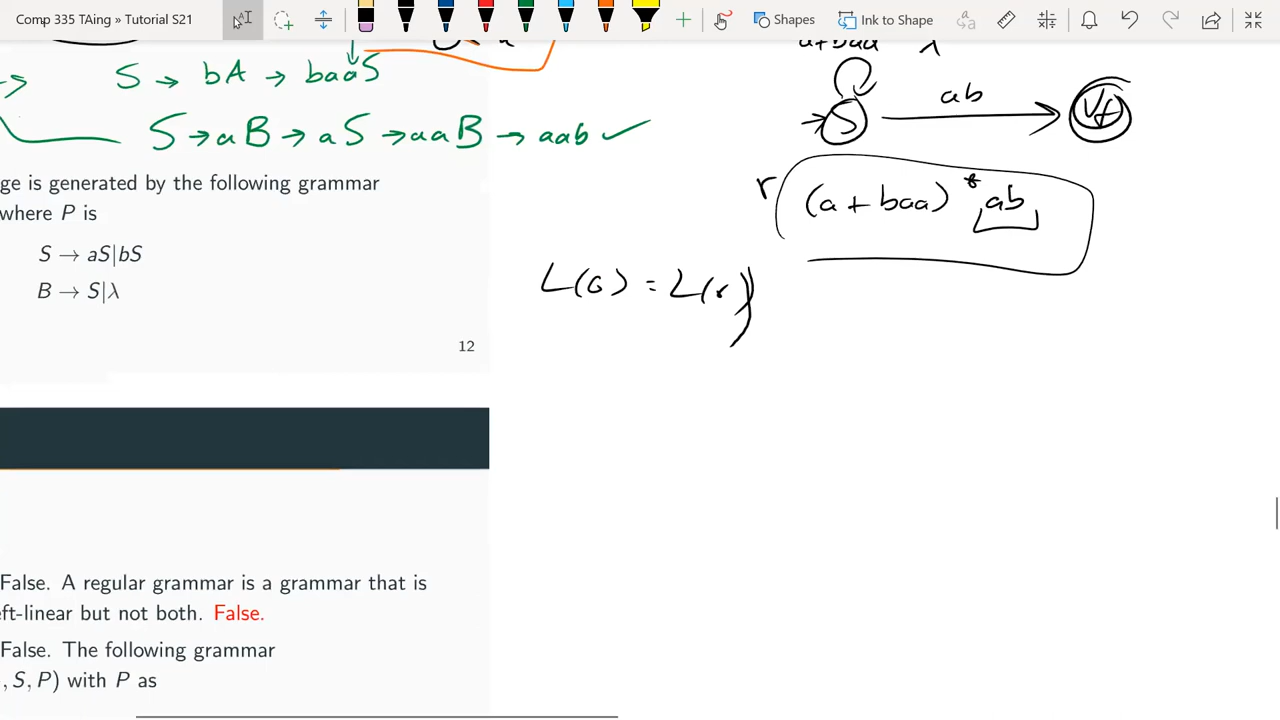 Comp 335 TAing » Tutorial S21
Shapes
Ink to Shape
a+baa λ
S → bA → baaS
S ab Vf
S → aB → aS → aaB → aab ✓
ge is generated by the following grammar
r (a + baa)* ab
where P is
S → aS|bS
B → S|λ
L(G) = L(r)
12
False. A regular grammar is a grammar that is
eft-linear but not both. False.
False. The following grammar
, S, P) with P as